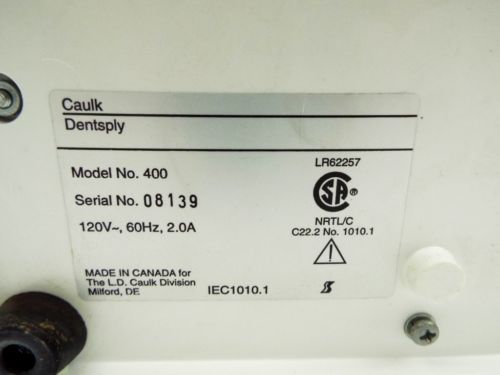 Caulk
Dentsply
Model No. 400
Serial No. 08139
120V~, 60Hz, 2.0A
LR62257
CSA ®
NRTL/C
C22.2 No. 1010.1
MADE IN CANADA for
The L.D. Caulk Division
Milford, DE
IEC1010.1